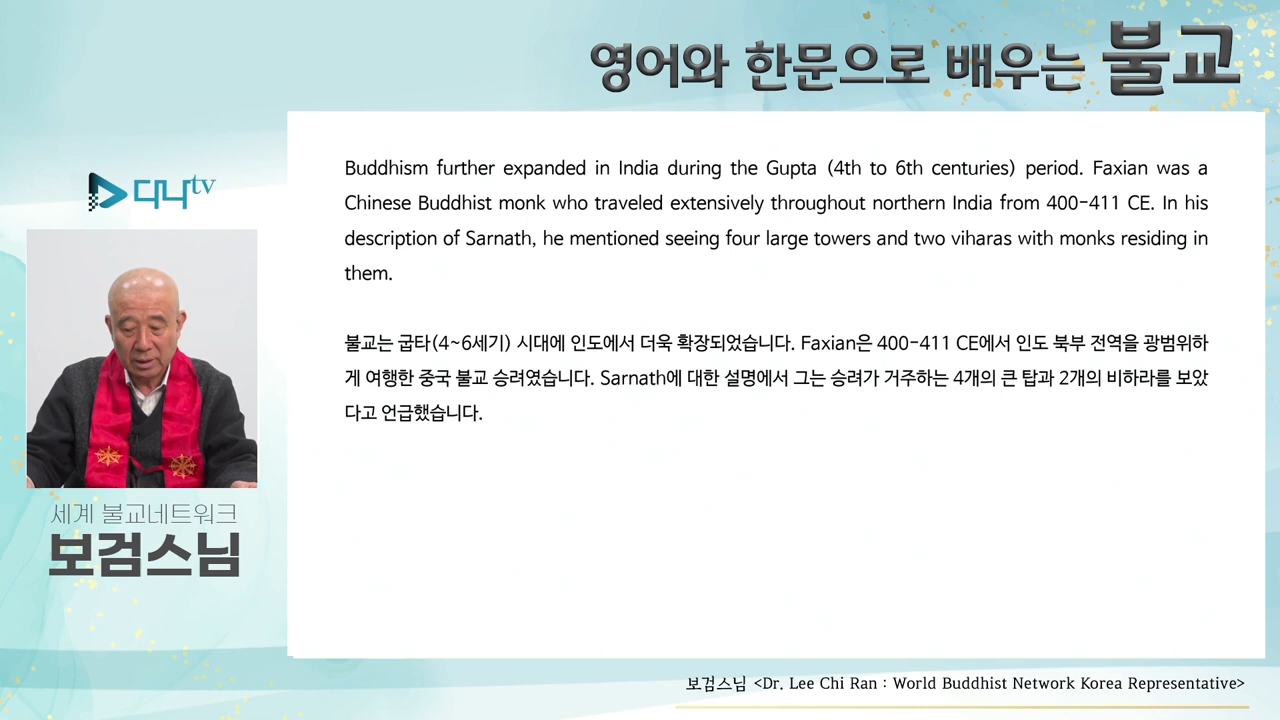 영어와 한문으로 배우는 불교
디나tv
Buddhism further expanded in India during the Gupta (4th to 6th centuries) period. Faxian was a
Chinese Buddhist monk who traveled extensively throughout northern India from 400-411 CE. In his
description of Sarnath, he mentioned seeing four large towers and two viharas with monks residing in
them.
불교는 굽타(4~6세기) 시대에 인도에서 더욱 확장되었습니다. Faxian은 400-411 CE에서 인도 북부 전역을 광범위하
게 여행한 중국 불교 승려였습니다. Sarnath에 대한 설명에서 그는 승려가 거주하는 4개의 큰 탑과 2개의 비하라를 보았
다고 언급했습니다.
세계 불교네트워크
보검스님
보검스님 <Dr. Lee Chi Ran : World Buddhist Network Korea Representative>